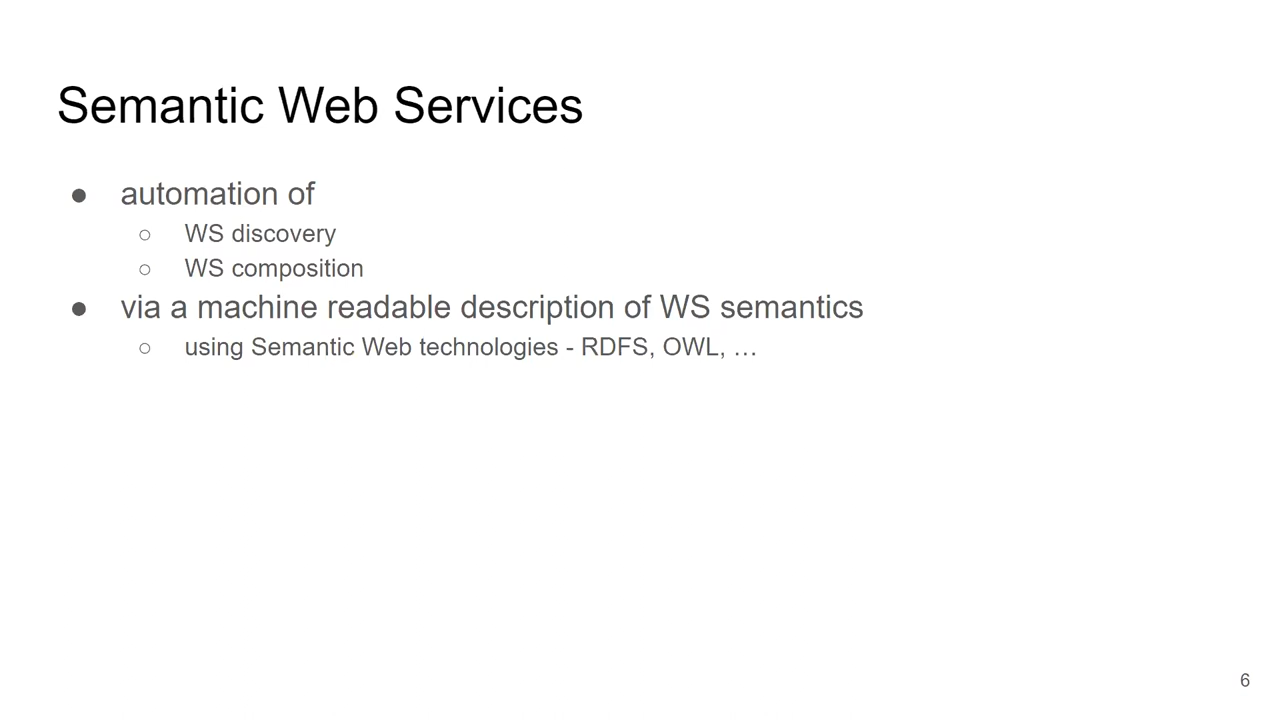 Semantic Web Services
● automation of
○ WS discovery
○ WS composition
● via a machine readable description of WS semantics
○ using Semantic Web technologies - RDFS, OWL, …
6